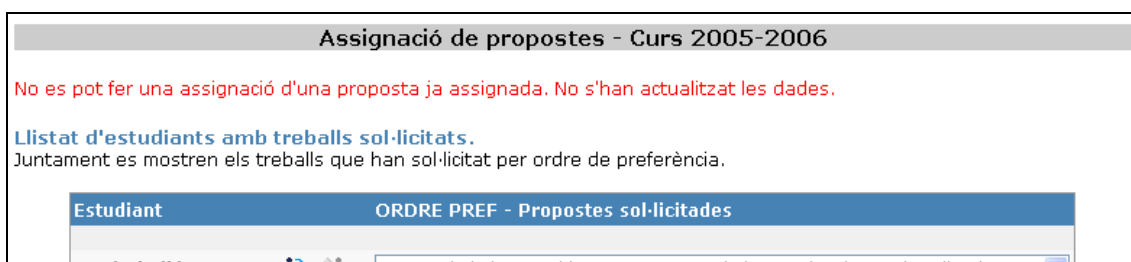 Assignació de propostes - Curs 2005-2006
No es pot fer una assignació d'una proposta ja assignada. No s'han actualitzat les dades.
Llistat d'estudiants amb treballs sol·licitats.
Juntament es mostren els treballs que han sol·licitat per ordre de preferència.
Estudiant ORDRE PREF - Propostes sol·licitades